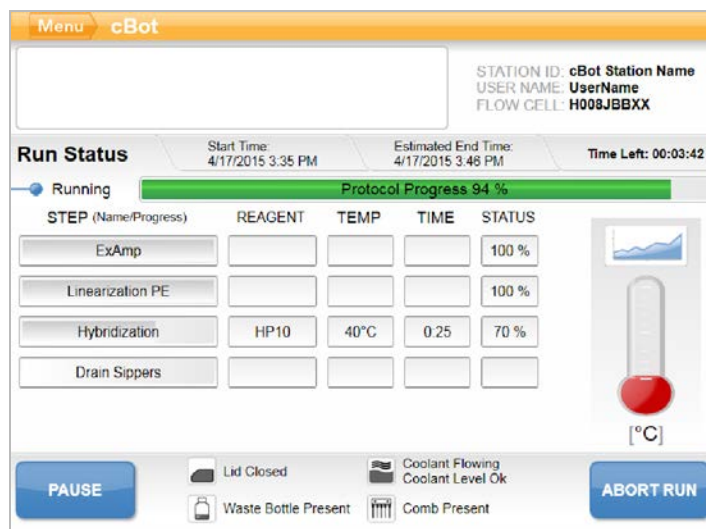 Menu cBot
STATION ID: cBot Station Name
USER NAME: UserName
FLOW CELL: H008JBBXX
Run Status
Start Time:
4/17/2015 3:35 PM
Estimated End Time:
4/17/2015 3:46 PM
Time Left: 00:03:42
Running
Protocol Progress 94 %
STEP (Name/Progress) REAGENT TEMP TIME STATUS
ExAmp 100 %
Linearization PE 100 %
Hybridization HP10 40°C 0:25 70 %
Drain Sippers
[°C]
PAUSE
Lid Closed
Coolant Flowing
Coolant Level Ok
Waste Bottle Present
Comb Present
ABORT RUN